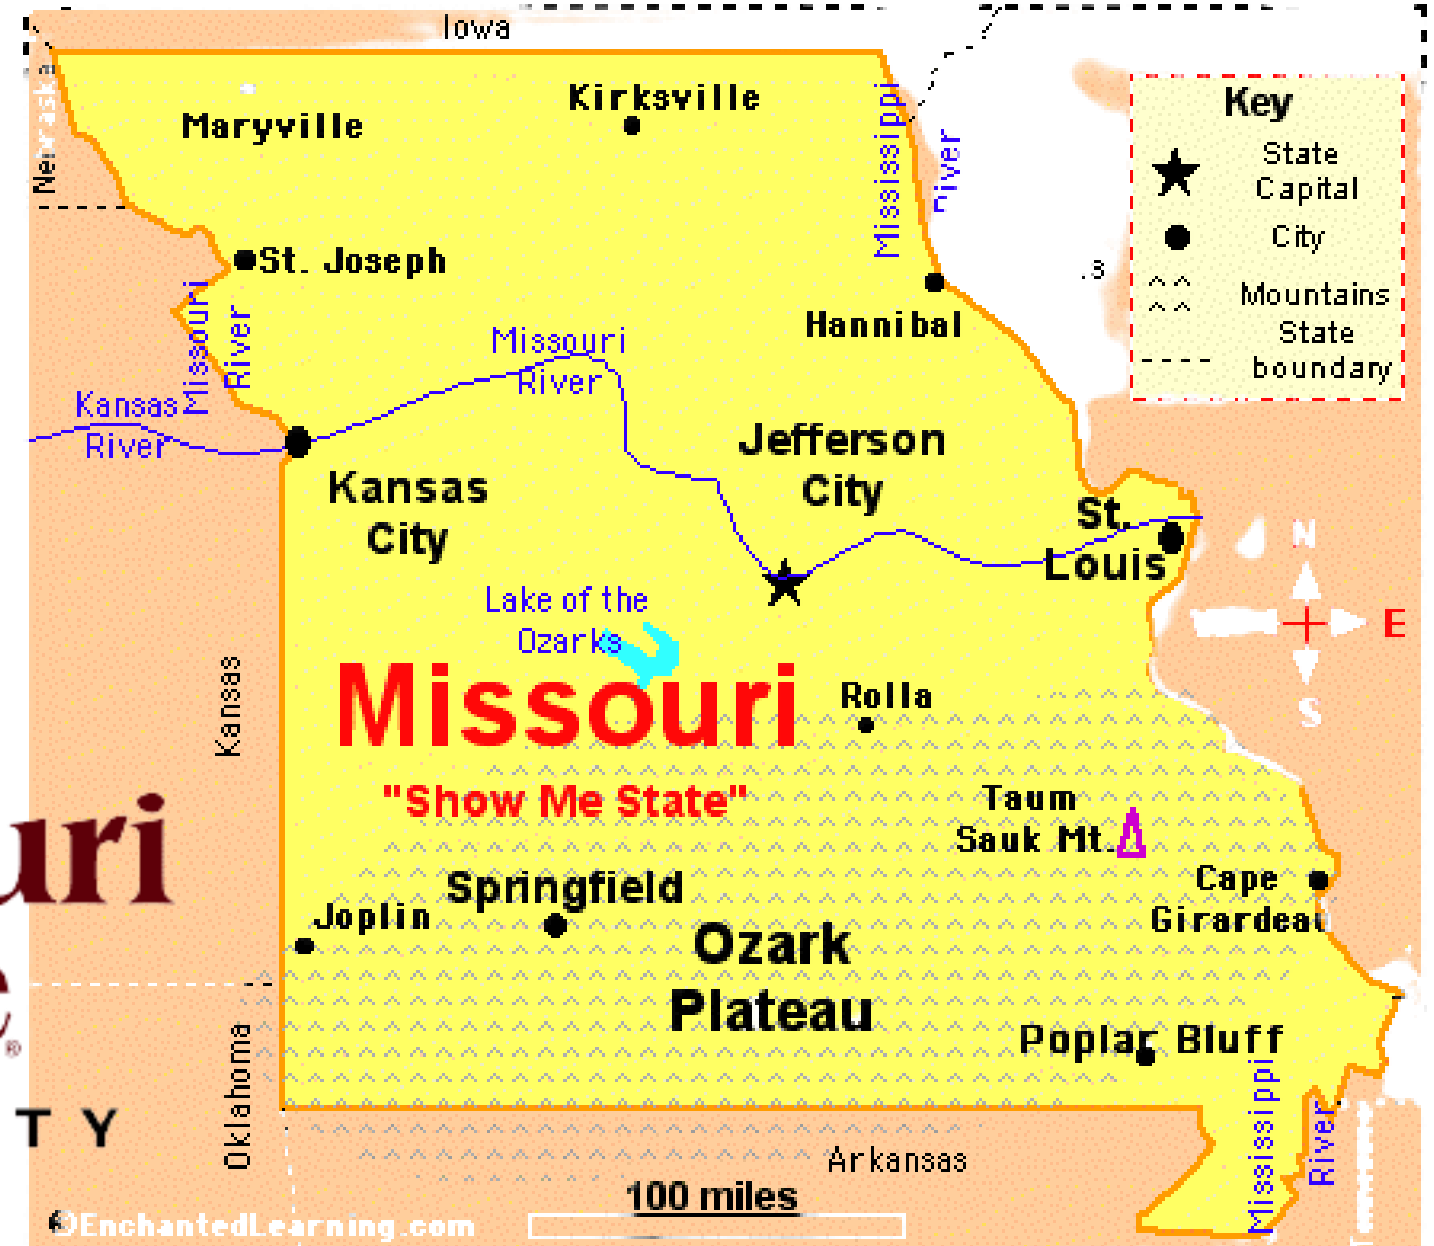 Iowa
Nebraska
Maryville
Kirksville
Mississippi
River
Key
State
Capital
City
Mountains
State
boundary
St. Joseph
Hannibal
.s
Missouri
River
Missouri
River
Kansas
River
Kansas
City
Jefferson
City
St.
Louis
N
E
S
Lake of the
Ozarks
Missouri
"Show Me State"
Kansas
Rolla
Taum
Sauk Mt.
Cape
Girardeau
uri
Springfield
Joplin
Ozark
Plateau
Poplar Bluff
®
T Y
Oklahoma
Arkansas
Mississippi
River
100 miles
©EnchantedLearning.com